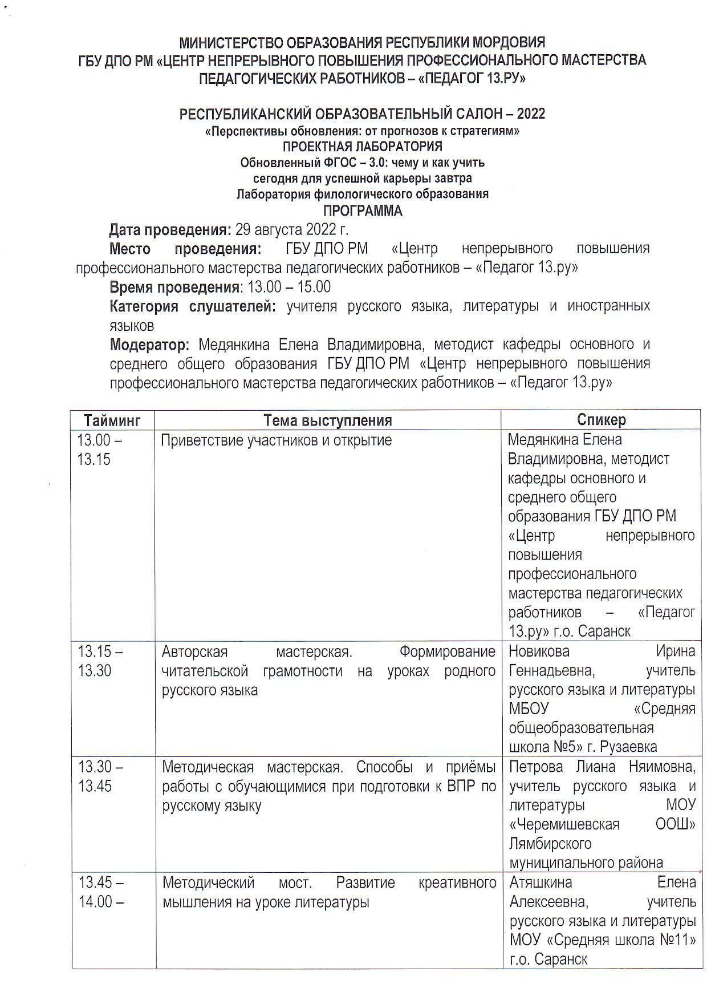 МИНИСТЕРСТВО ОБРАЗОВАНИЯ РЕСПУБЛИКИ МОРДОВИЯ
ГБУ ДПО РМ «ЦЕНТР НЕПРЕРЫВНОГО ПОВЫШЕНИЯ ПРОФЕССИОНАЛЬНОГО МАСТЕРСТВА
ПЕДАГОГИЧЕСКИХ РАБОТНИКОВ – «ПЕДАГОГ 13.РУ»
РЕСПУБЛИКАНСКИЙ ОБРАЗОВАТЕЛЬНЫЙ САЛОН – 2022
«Перспективы обновления: от прогнозов к стратегиям»
ПРОЕКТНАЯ ЛАБОРАТОРИЯ
Обновленный ФГОС – 3.0: чему и как учить
сегодня для успешной карьеры завтра
Лаборатория филологического образования
ПРОГРАММА
Дата проведения: 29 августа 2022 г.
Место проведения: ГБУ ДПО РМ «Центр непрерывного повышения
профессионального мастерства педагогических работников – «Педагог 13.ру»
Время проведения: 13.00 – 15.00
Категория слушателей: учителя русского языка, литературы и иностранных
языков
Модератор: Медянкина Елена Владимировна, методист кафедры основного и
среднего общего образования ГБУ ДПО РМ «Центр непрерывного повышения
профессионального мастерства педагогических работников – «Педагог 13.ру»
Тайминг
Тема выступления
Спикер
13.00 –
13.15
Приветствие участников и открытие
Медянкина Елена
Владимировна, методист
кафедры основного и
среднего общего
образования ГБУ ДПО РМ
«Центр непрерывного
повышения
профессионального
мастерства педагогических
работников – «Педагог
13.ру» г.о. Саранск
13.15 –
13.30
Авторская мастерская. Формирование
читательской грамотности на уроках родного
русского языка
Новикова Ирина
Геннадьевна, учитель
русского языка и литературы
МБОУ «Средняя
общеобразовательная
школа №5» г. Рузаевка
13.30 –
13.45
Методическая мастерская. Способы и приёмы
работы с обучающимися при подготовки к ВПР по
русскому языку
Петрова Лиана Няимовна,
учитель русского языка и
литературы МОУ
«Черемишевская ООШ»
Лямбирского
муниципального района
13.45 –
14.00 –
Методический мост. Развитие креативного
мышления на уроке литературы
Атяшкина Елена
Алексеевна, учитель
русского языка и литературы
МОУ «Средняя школа №11»
г.о. Саранск